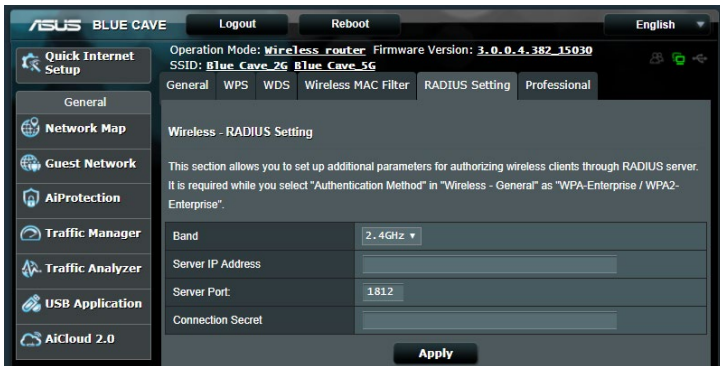 ASUS BLUE CAVE Logout Reboot English
Quick Internet Setup
Operation Mode: Wireless router Firmware Version: 3.0.0.4.382_15030
SSID: Blue Cave_2G Blue Cave_5G
General WPS WDS Wireless MAC Filter RADIUS Setting Professional
General
Network Map
Guest Network
AiProtection
Traffic Manager
Traffic Analyzer
USB Application
AiCloud 2.0
Wireless - RADIUS Setting
This section allows you to set up additional parameters for authorizing wireless clients through RADIUS server.
It is required while you select "Authentication Method" in "Wireless - General" as "WPA-Enterprise / WPA2-
Enterprise".
Band 2.4GHz
Server IP Address
Server Port: 1812
Connection Secret
Apply